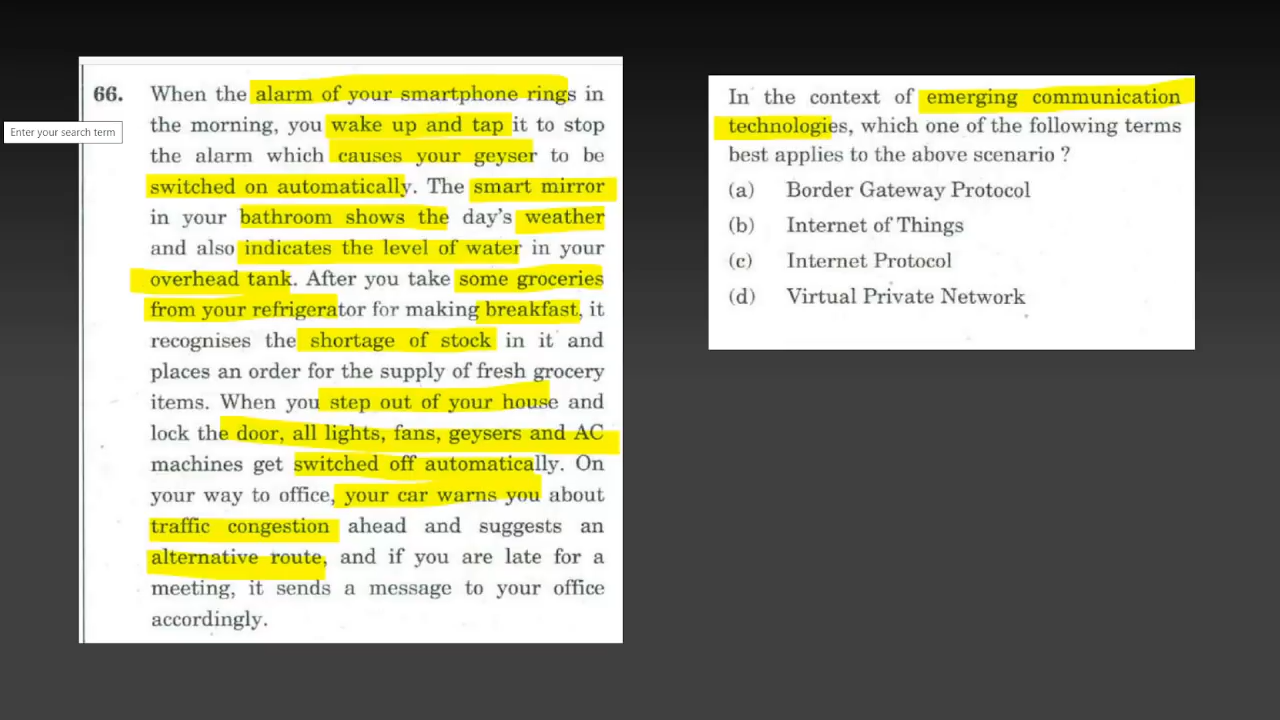 66. When the alarm of your smartphone rings in
the morning, you wake up and tap it to stop
the alarm which causes your geyser to be
switched on automatically. The smart mirror
in your bathroom shows the day's weather
and also indicates the level of water in your
overhead tank. After you take some groceries
from your refrigerator for making breakfast, it
recognises the shortage of stock in it and
places an order for the supply of fresh grocery
items. When you step out of your house and
lock the door, all lights, fans, geysers and AC
machines get switched off automatically. On
your way to office, your car warns you about
traffic congestion ahead and suggests an
alternative route, and if you are late for a
meeting, it sends a message to your office
accordingly.
Enter your search term
In the context of emerging communication
technologies, which one of the following terms
best applies to the above scenario ?
(a) Border Gateway Protocol
(b) Internet of Things
(c) Internet Protocol
(d) Virtual Private Network